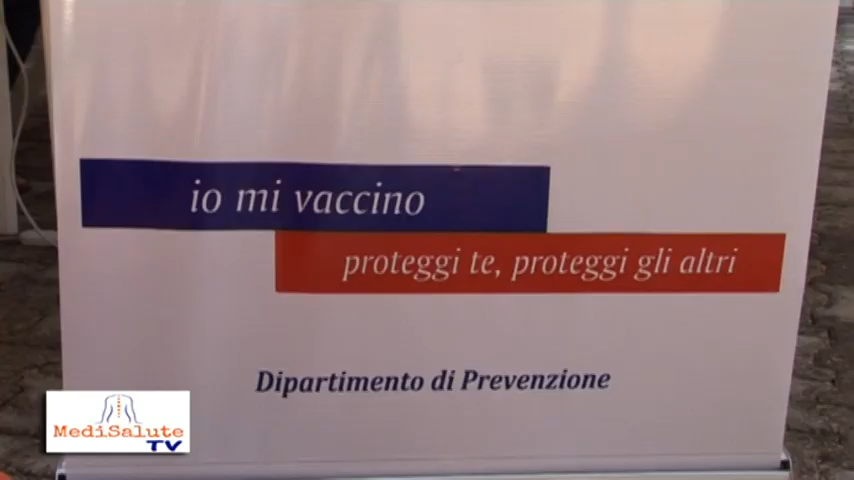 io mi vaccino
proteggi te, proteggi gli altri
Dipartimento di Prevenzione
MediSalute
TV